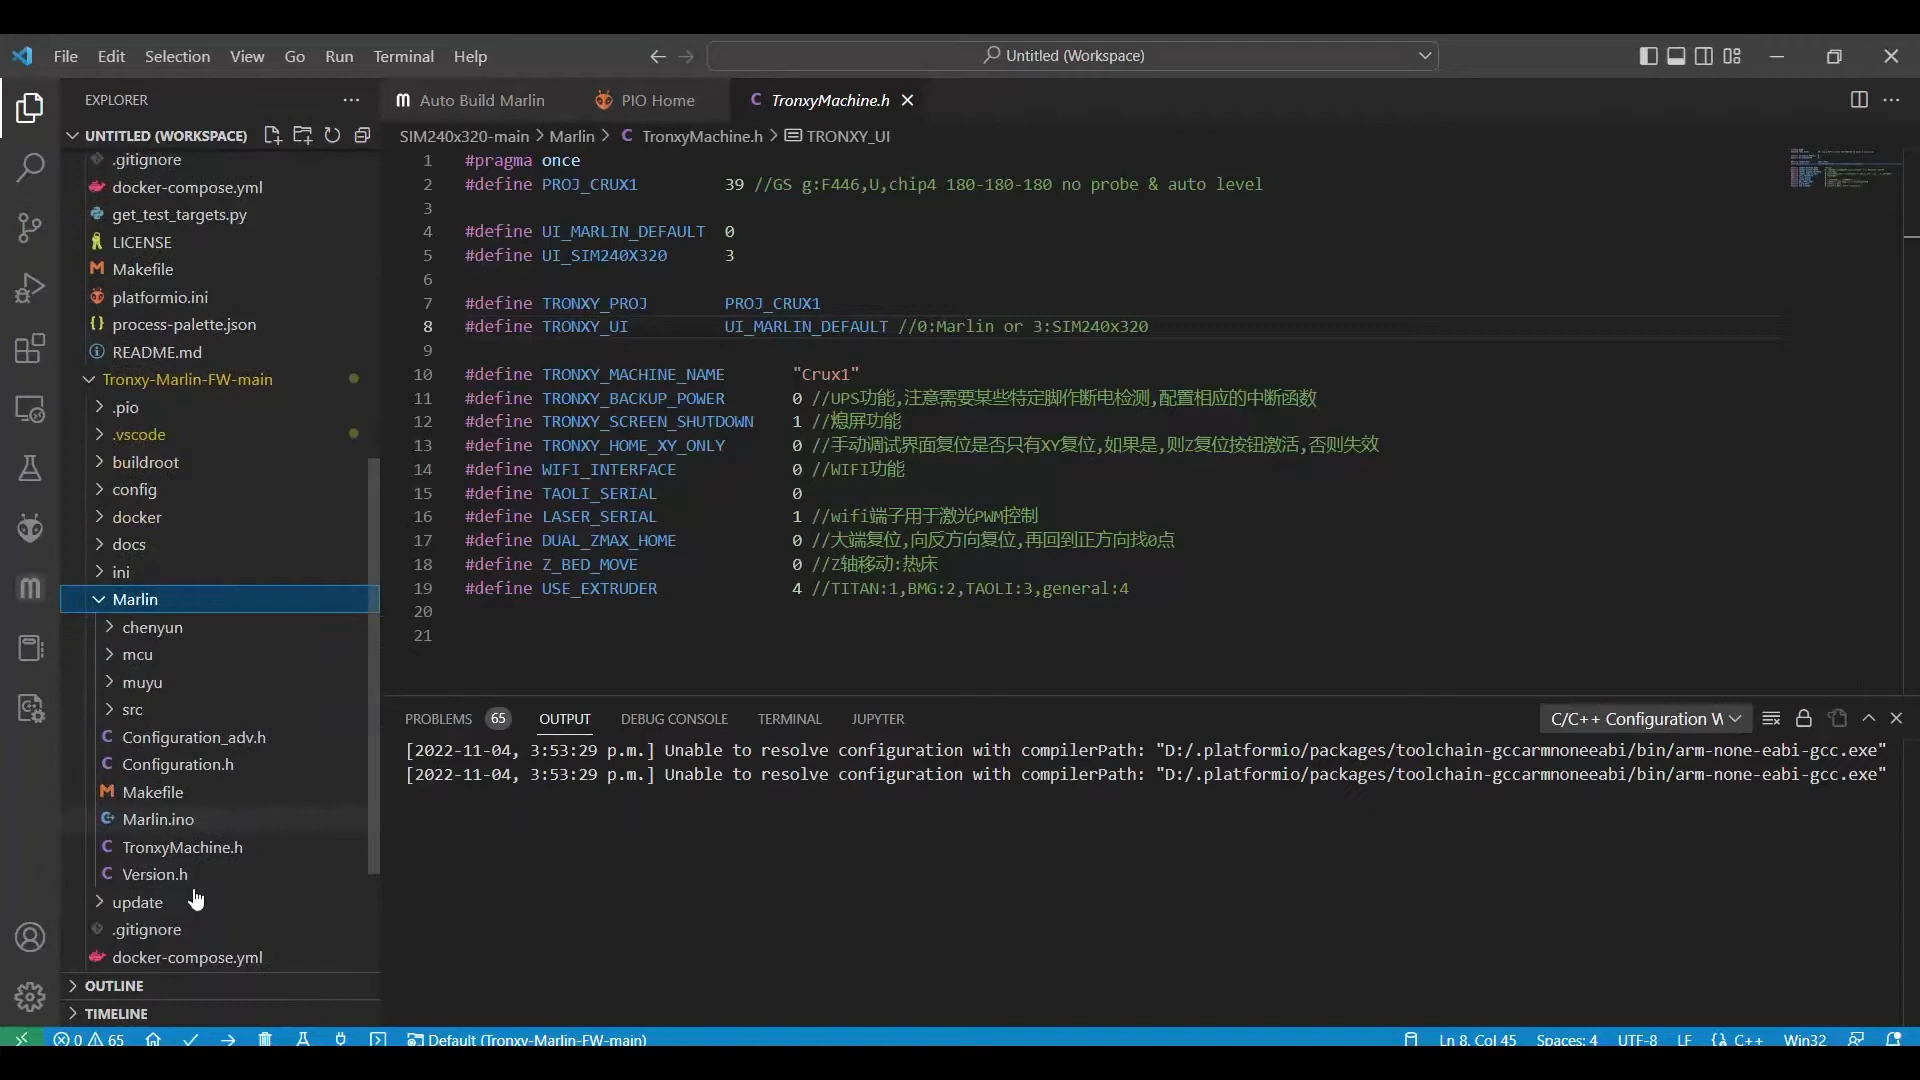 File Edit Selection View Go Run Terminal Help
Untitled (Workspace)
EXPLORER
UNTITLED (WORKSPACE)
.gitignore
docker-compose.yml
get_test_targets.py
LICENSE
Makefile
platformio.ini
process-palette.json
README.md
Tronxy-Marlin-FW-main
.pio
.vscode
buildroot
config
docker
docs
ini
Marlin
chenyun
mcu
muyu
src
Configuration_adv.h
Configuration.h
Makefile
Marlin.ino
TronxyMachine.h
Version.h
update
.gitignore
docker-compose.yml
OUTLINE
TIMELINE
Auto Build Marlin PIO Home TronxyMachine.h
SIM240x320-main > Marlin > TronxyMachine.h > TRONXY_UI
1 #pragma once
2 #define PROJ_CRUX1 39 //GS g:F446,U,chip4 180-180-180 no probe & auto level
3
4 #define UI_MARLIN_DEFAULT 0
5 #define UI_SIM240X320 3
6
7 #define TRONXY_PROJ PROJ_CRUX1
8 #define TRONXY_UI UI_MARLIN_DEFAULT //0:Marlin or 3:SIM240x320
9
10 #define TRONXY_MACHINE_NAME "Crux1"
11 #define TRONXY_BACKUP_POWER 0 //UPS功能,注意需要某些特定脚作断电检测,配置相应的中断函数
12 #define TRONXY_SCREEN_SHUTDOWN 1 //熄屏功能
13 #define TRONXY_HOME_XY_ONLY 0 //手动调试界面复位是否只有XY复位,如果是,则Z复位按钮激活,否则失效
14 #define WIFI_INTERFACE 0 //WIFI功能
15 #define TAOLI_SERIAL 0
16 #define LASER_SERIAL 1 //wifi端子用于激光PWM控制
17 #define DUAL_ZMAX_HOME 0 //大端复位,向反方向复位,再回到正方向找0点
18 #define Z_BED_MOVE 0 //Z轴移动:热床
19 #define USE_EXTRUDER 4 //TITAN:1,BMG:2,TAOLI:3,general:4
20
21
PROBLEMS 65 OUTPUT DEBUG CONSOLE TERMINAL JUPYTER
C/C++ Configuration W
[2022-11-04, 3:53:29 p.m.] Unable to resolve configuration with compilerPath: "D:/.platformio/packages/toolchain-gccarmnoneeabi/bin/arm-none-eabi-gcc.exe"
[2022-11-04, 3:53:29 p.m.] Unable to resolve configuration with compilerPath: "D:/.platformio/packages/toolchain-gccarmnoneeabi/bin/arm-none-eabi-gcc.exe"
0 65 Default (Tronxy-Marlin-FW-main) Ln 8, Col 45 Spaces: 4 UTF-8 LF {} C++ Win32